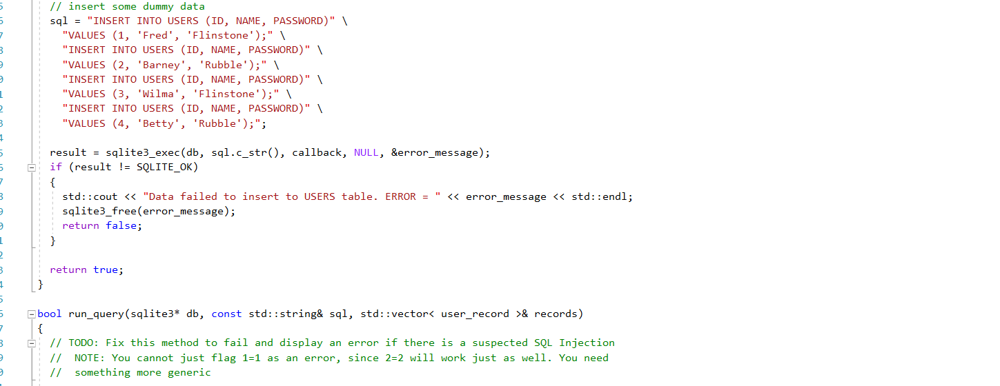 // insert some dummy data
sql = "INSERT INTO USERS (ID, NAME, PASSWORD)" \
"VALUES (1, 'Fred', 'Flinstone');" \
"INSERT INTO USERS (ID, NAME, PASSWORD)" \
"VALUES (2, 'Barney', 'Rubble');" \
"INSERT INTO USERS (ID, NAME, PASSWORD)" \
"VALUES (3, 'Wilma', 'Flinstone');" \
"INSERT INTO USERS (ID, NAME, PASSWORD)" \
"VALUES (4, 'Betty', 'Rubble');";
result = sqlite3_exec(db, sql.c_str(), callback, NULL, &error_message);
if (result != SQLITE_OK)
{
std::cout << "Data failed to insert to USERS table. ERROR = " << error_message << std::endl;
sqlite3_free(error_message);
return false;
}
return true;
}
bool run_query(sqlite3* db, const std::string& sql, std::vector< user_record >& records)
{
// TODO: Fix this method to fail and display an error if there is a suspected SQL Injection
//  NOTE: You cannot just flag 1=1 as an error, since 2=2 will work just as well. You need
//  something more generic